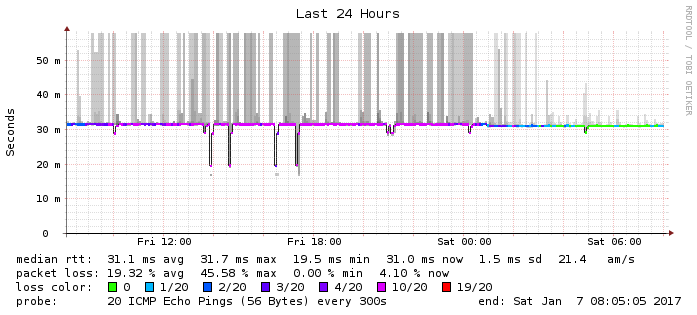 Last 24 Hours
RRDTOOL / TOBI OETIKER
Seconds
50 m
40 m
30 m
20 m
10 m
0
Fri 12:00 Fri 18:00 Sat 00:00 Sat 06:00
median rtt: 31.1 ms avg 31.7 ms max 19.5 ms min 31.0 ms now 1.5 ms sd 21.4 am/s
packet loss: 19.32 % avg 45.58 % max 0.00 % min 4.10 % now
loss color: 0 1/20 2/20 3/20 4/20 10/20 19/20
probe: 20 ICMP Echo Pings (56 Bytes) every 300s end: Sat Jan 7 08:05:05 2017